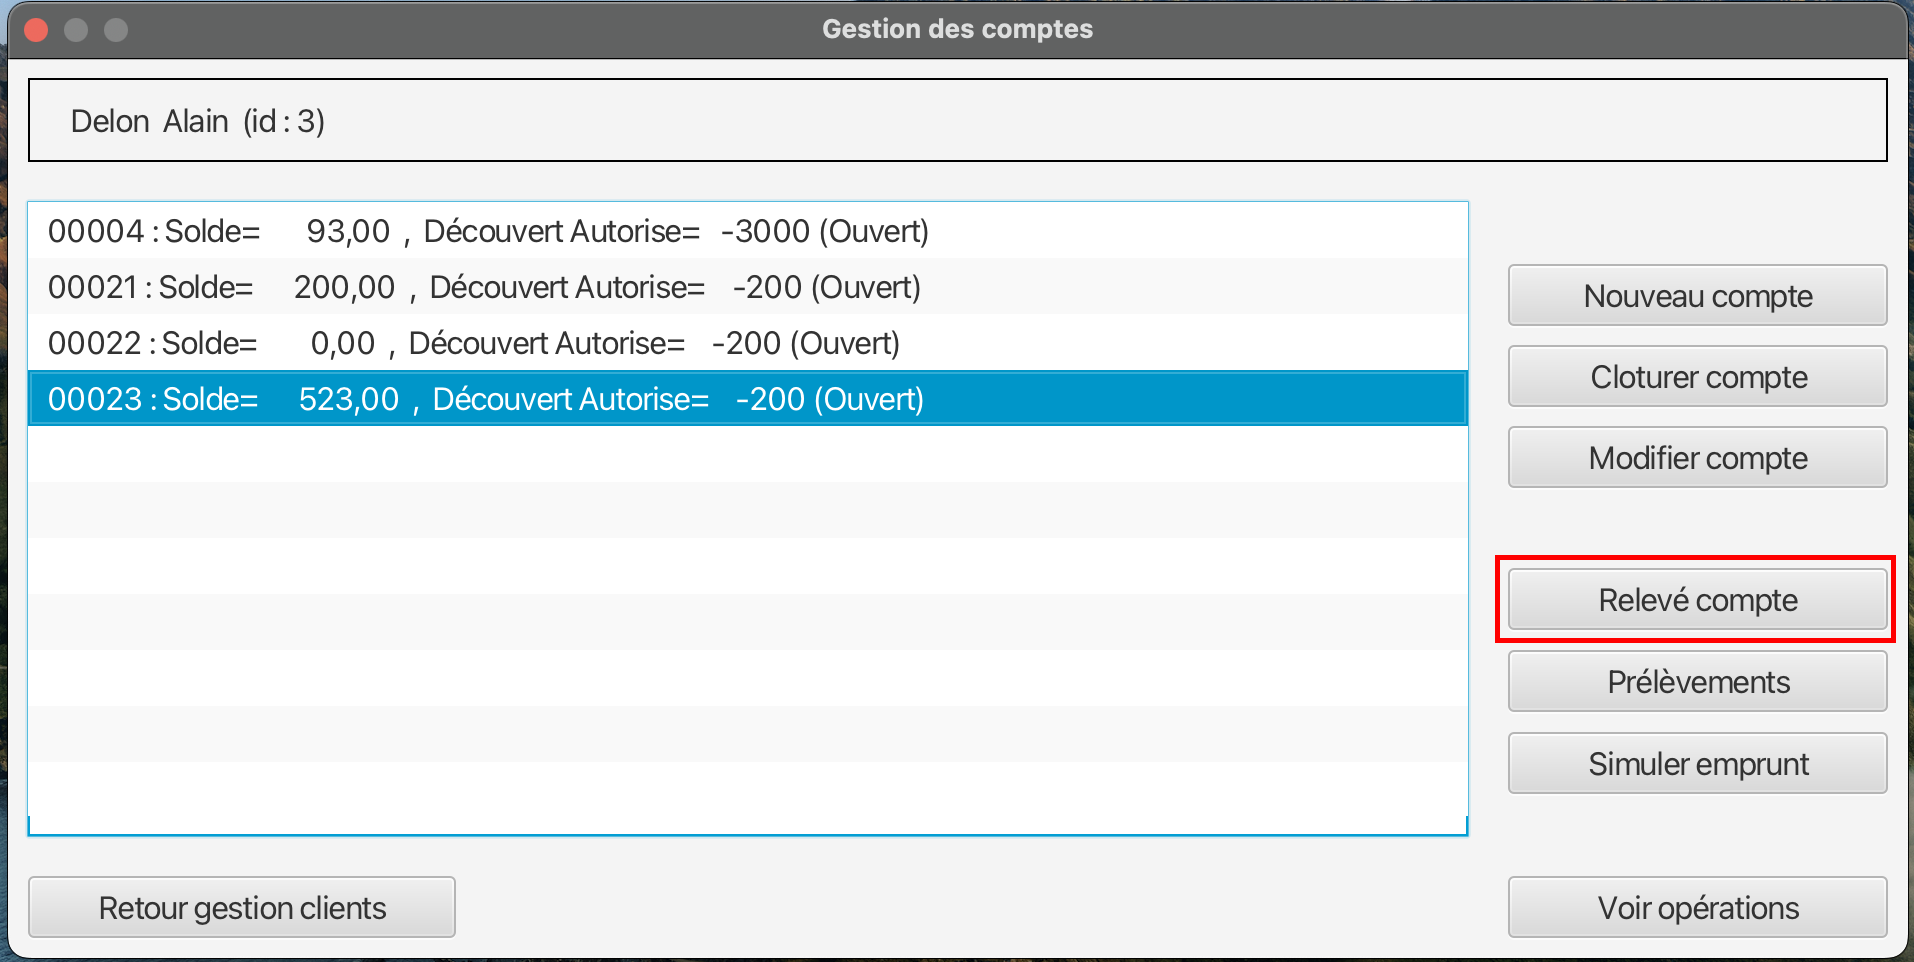 Gestion des comptes
Delon Alain (id : 3)
00004 : Solde= 93,00 , Découvert Autorise= -3000 (Ouvert)
00021 : Solde= 200,00 , Découvert Autorise= -200 (Ouvert)
00022 : Solde= 0,00 , Découvert Autorise= -200 (Ouvert)
00023 : Solde= 523,00 , Découvert Autorise= -200 (Ouvert)
Nouveau compte
Cloturer compte
Modifier compte
Relevé compte
Prélèvements
Simuler emprunt
Retour gestion clients
Voir opérations